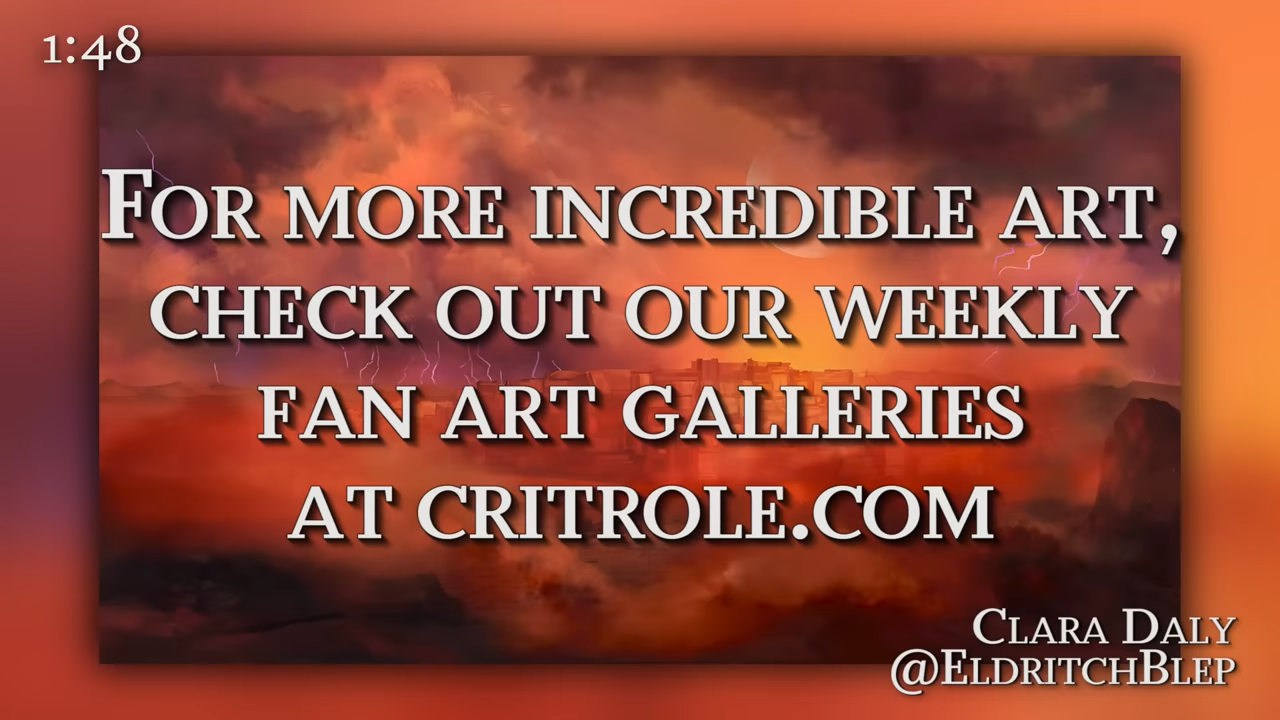 1:48
For more incredible art,
check out our weekly
fan art galleries
at critrole.com
Clara Daly
@EldritchBlep